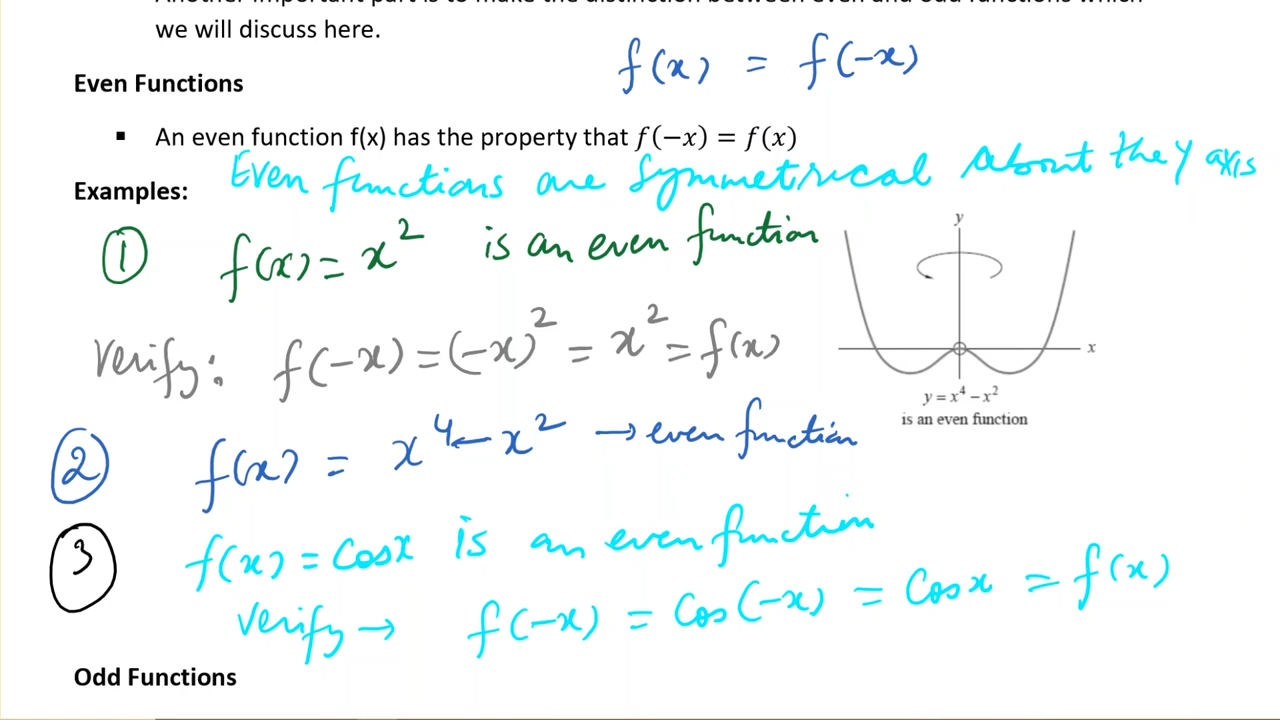 we will discuss here.
f(x) = f(-x)
Even Functions
▪ An even function f(x) has the property that f(−x) = f(x)
Even functions are Symmetrical About the y axis
Examples:
① f(x) = x² is an even function
y
Verify: f(-x) = (-x)² = x² = f(x)
x
y = x⁴ – x²
is an even function
② f(x) = x⁴ - x² → even function
③ f(x) = Cosx is an even function
Verify → f(-x) = Cos(-x) = Cosx = f(x)
Odd Functions